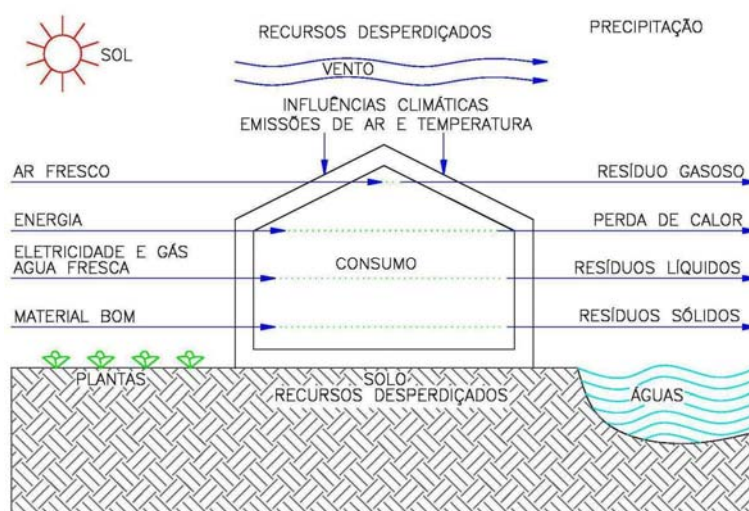 RECURSOS DESPERDIÇADOS
PRECIPITAÇÃO
SOL
VENTO
INFLUÊNCIAS CLIMÁTICAS
EMISSÕES DE AR E TEMPERATURA
AR FRESCO
RESÍDUO GASOSO
ENERGIA
PERDA DE CALOR
ELETRICIDADE E GÁS
AGUA FRESCA
CONSUMO
RESÍDUOS LÍQUIDOS
MATERIAL BOM
RESÍDUOS SÓLIDOS
PLANTAS
SOLO
RECURSOS DESPERDIÇADOS
ÁGUAS